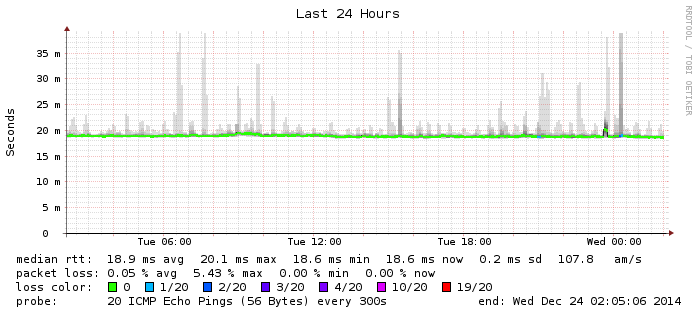 Last 24 Hours
RRDTOOL / TOBI OETIKER
Seconds
35 m
30 m
25 m
20 m
15 m
10 m
5 m
0
Tue 06:00 Tue 12:00 Tue 18:00 Wed 00:00
median rtt: 18.9 ms avg 20.1 ms max 18.6 ms min 18.6 ms now 0.2 ms sd 107.8 am/s
packet loss: 0.05 % avg 5.43 % max 0.00 % min 0.00 % now
loss color: 0 1/20 2/20 3/20 4/20 10/20 19/20
probe: 20 ICMP Echo Pings (56 Bytes) every 300s end: Wed Dec 24 02:05:06 2014